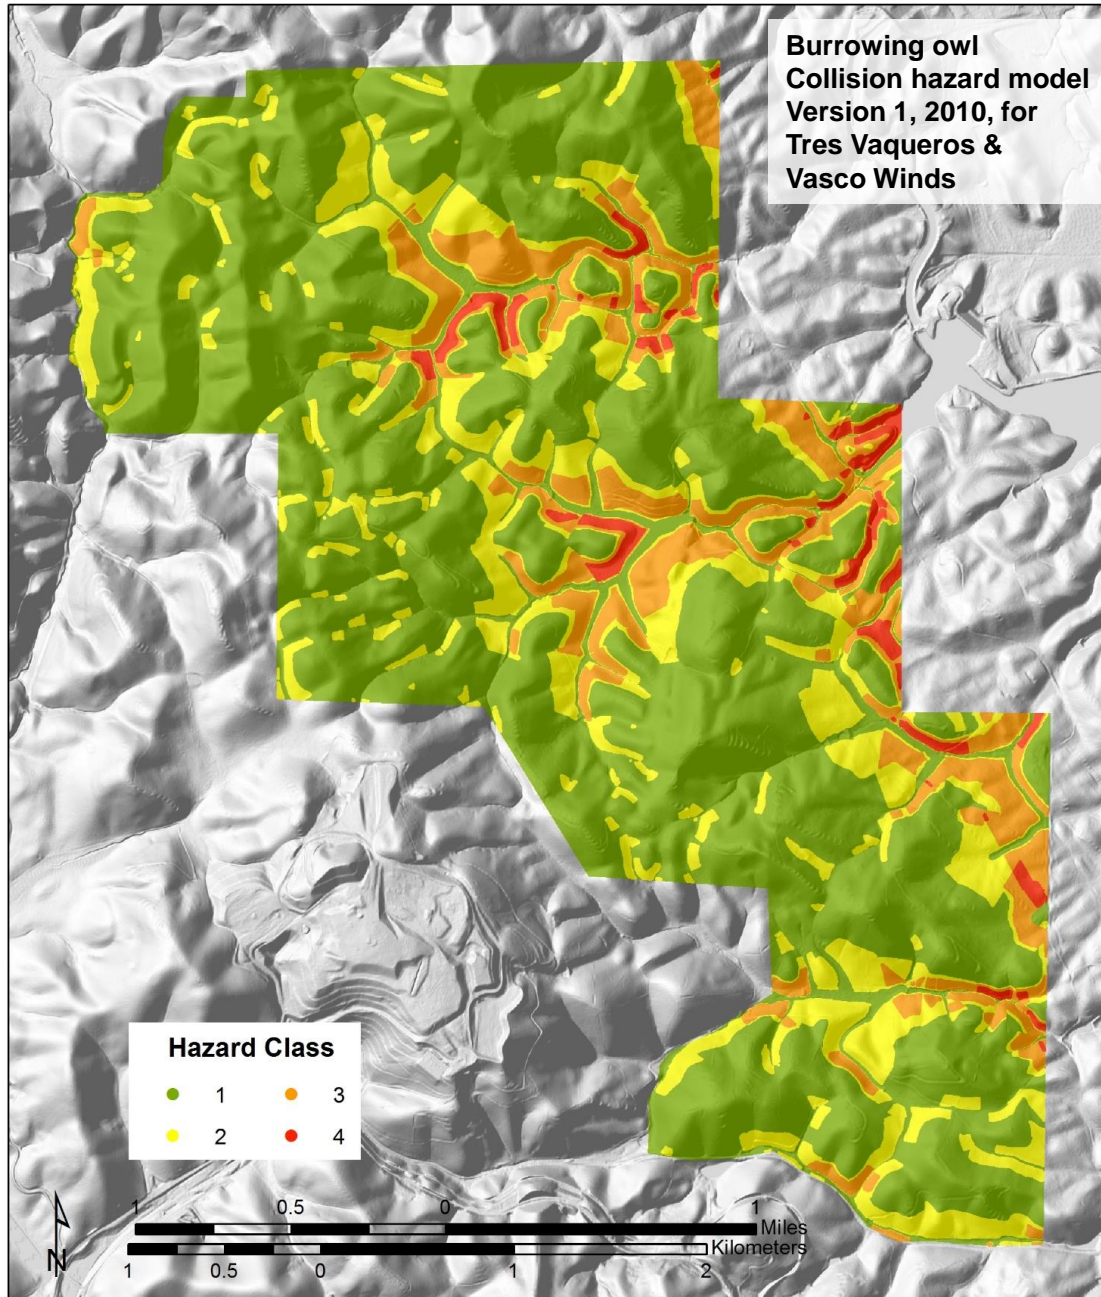 Burrowing owl
Collision hazard model
Version 1, 2010, for
Tres Vaqueros &
Vasco Winds
Hazard Class
1 3
2 4
1 0.5 0 1
Miles
Kilometers
1 0.5 0 1 2
N